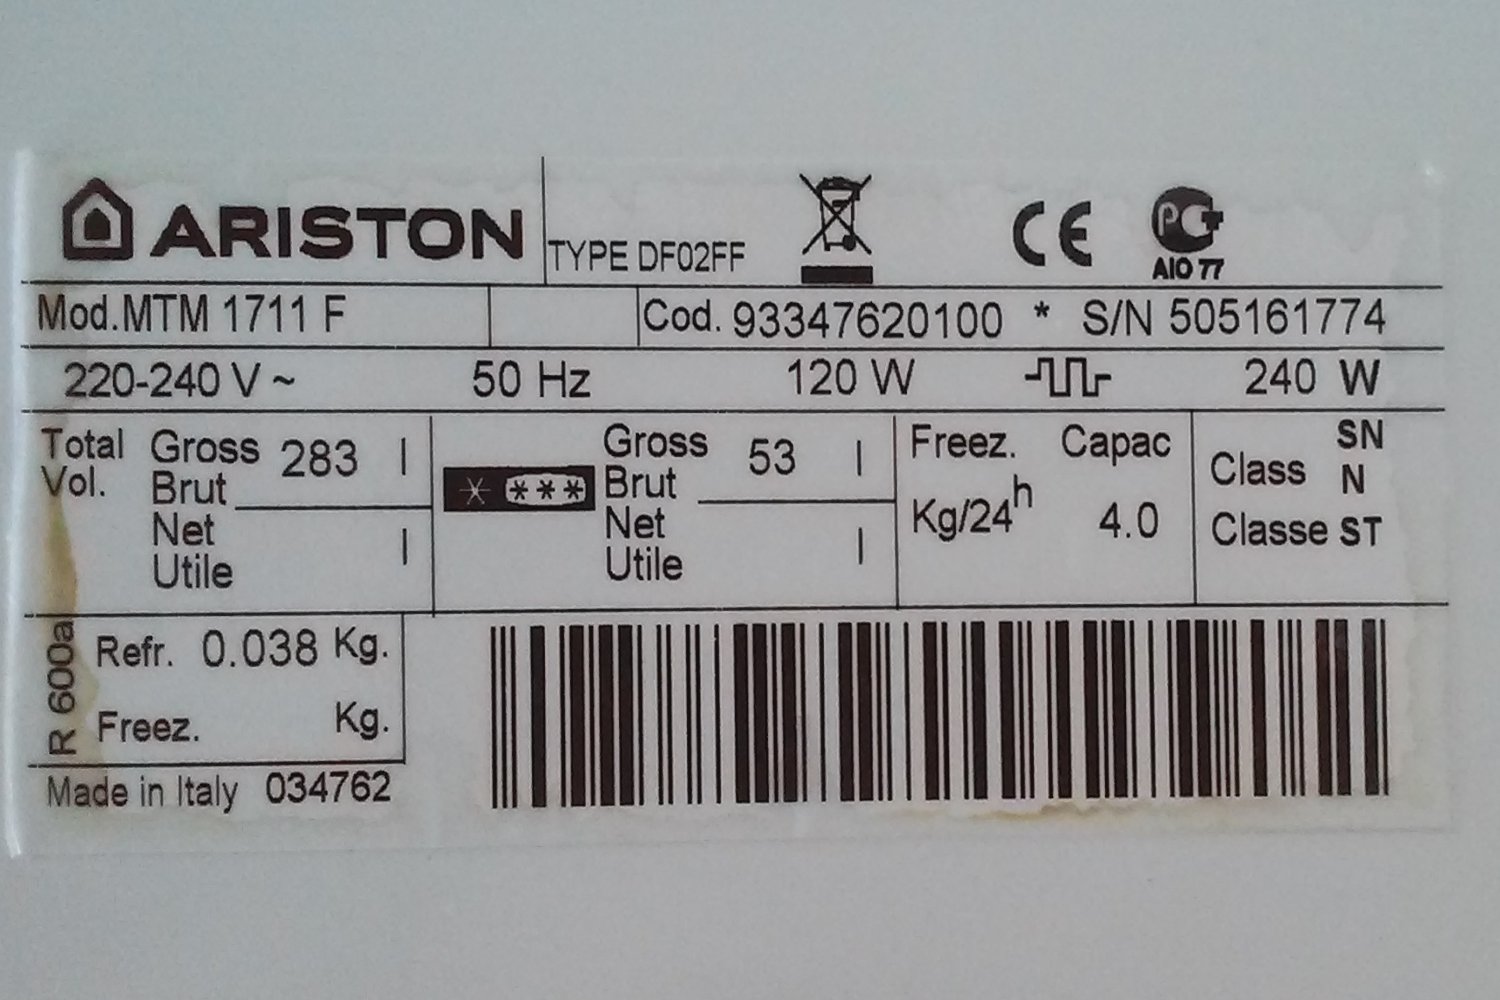 ARISTON TYPE DF02FF CE PCT
АЮ 77
Mod.MTM 1711 F Cod. 93347620100 * S/N 505161774
220-240 V ~ 50 Hz 120 W 240 W
Total Vol. Gross Brut 283 l
Net Utile l
* *** Gross Brut 53 l
Net Utile l
Freez. Capac
Kg/24h 4.0
Class SN N
Classe ST
R 600a
Refr. 0.038 Kg.
Freez. Kg.
Made in Italy 034762